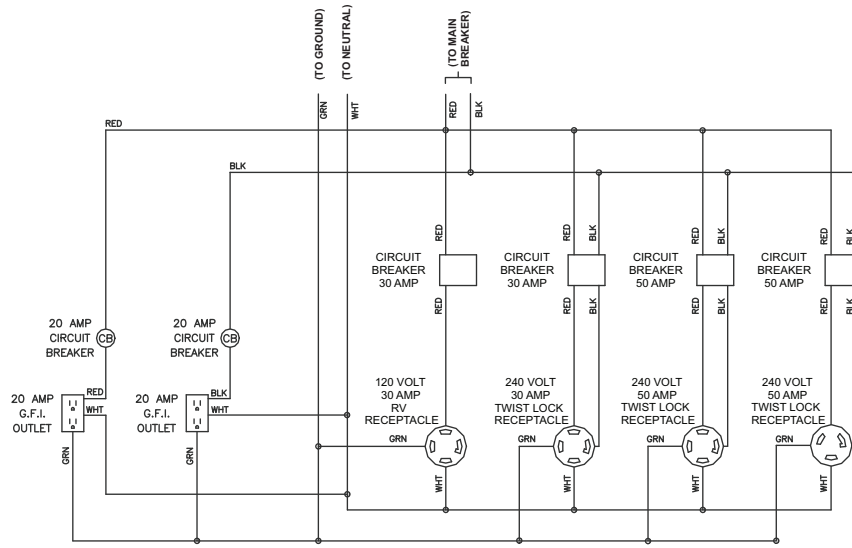 (TO GROUND)
(TO NEUTRAL)
(TO MAIN
BREAKER)
GRN
WHT
RED
BLK
RED
BLK
RED
RED
BLK
RED
BLK
RED
BLK
CIRCUIT
BREAKER
30 AMP
CIRCUIT
BREAKER
30 AMP
CIRCUIT
BREAKER
50 AMP
CIRCUIT
BREAKER
50 AMP
RED
RED
BLK
RED
BLK
RED
BLK
20 AMP
CIRCUIT
BREAKER
CB
20 AMP
CIRCUIT
BREAKER
CB
20 AMP
G.F.I.
OUTLET
RED
WHT
GRN
20 AMP
G.F.I.
OUTLET
BLK
WHT
GRN
120 VOLT
30 AMP
RV
RECEPTACLE
240 VOLT
30 AMP
TWIST LOCK
RECEPTACLE
240 VOLT
50 AMP
TWIST LOCK
RECEPTACLE
240 VOLT
50 AMP
TWIST LOCK
RECEPTACLE
GRN
GRN
GRN
GRN
WHT
WHT
WHT
WHT